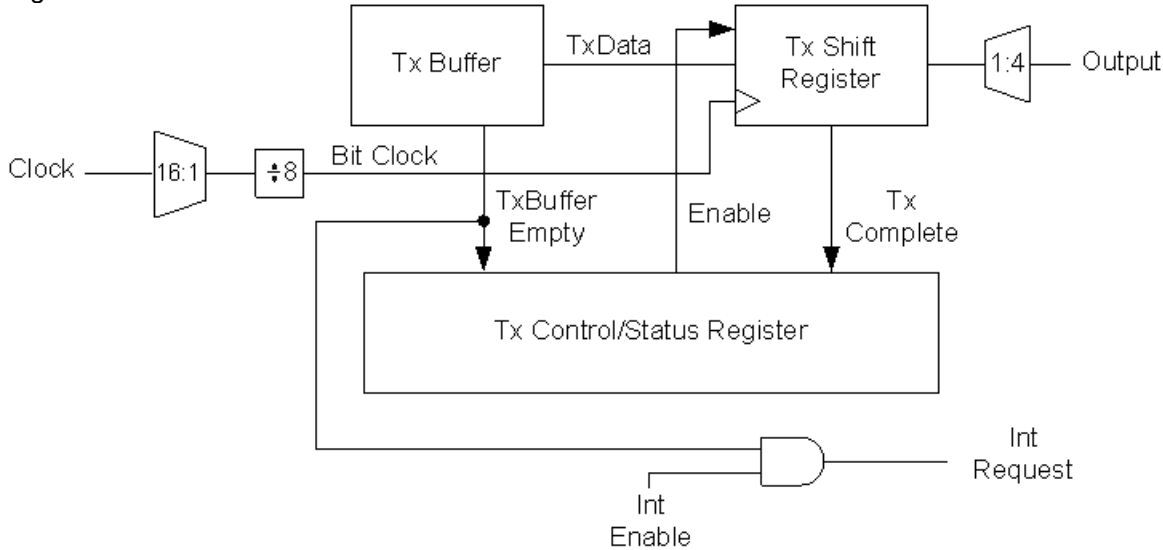 Tx Buffer
TxData
Tx Shift
Register
1:4
Output
Clock
16:1
÷8
Bit Clock
TxBuffer
Empty
Enable
Tx
Complete
Tx Control/Status Register
Int
Request
Int
Enable